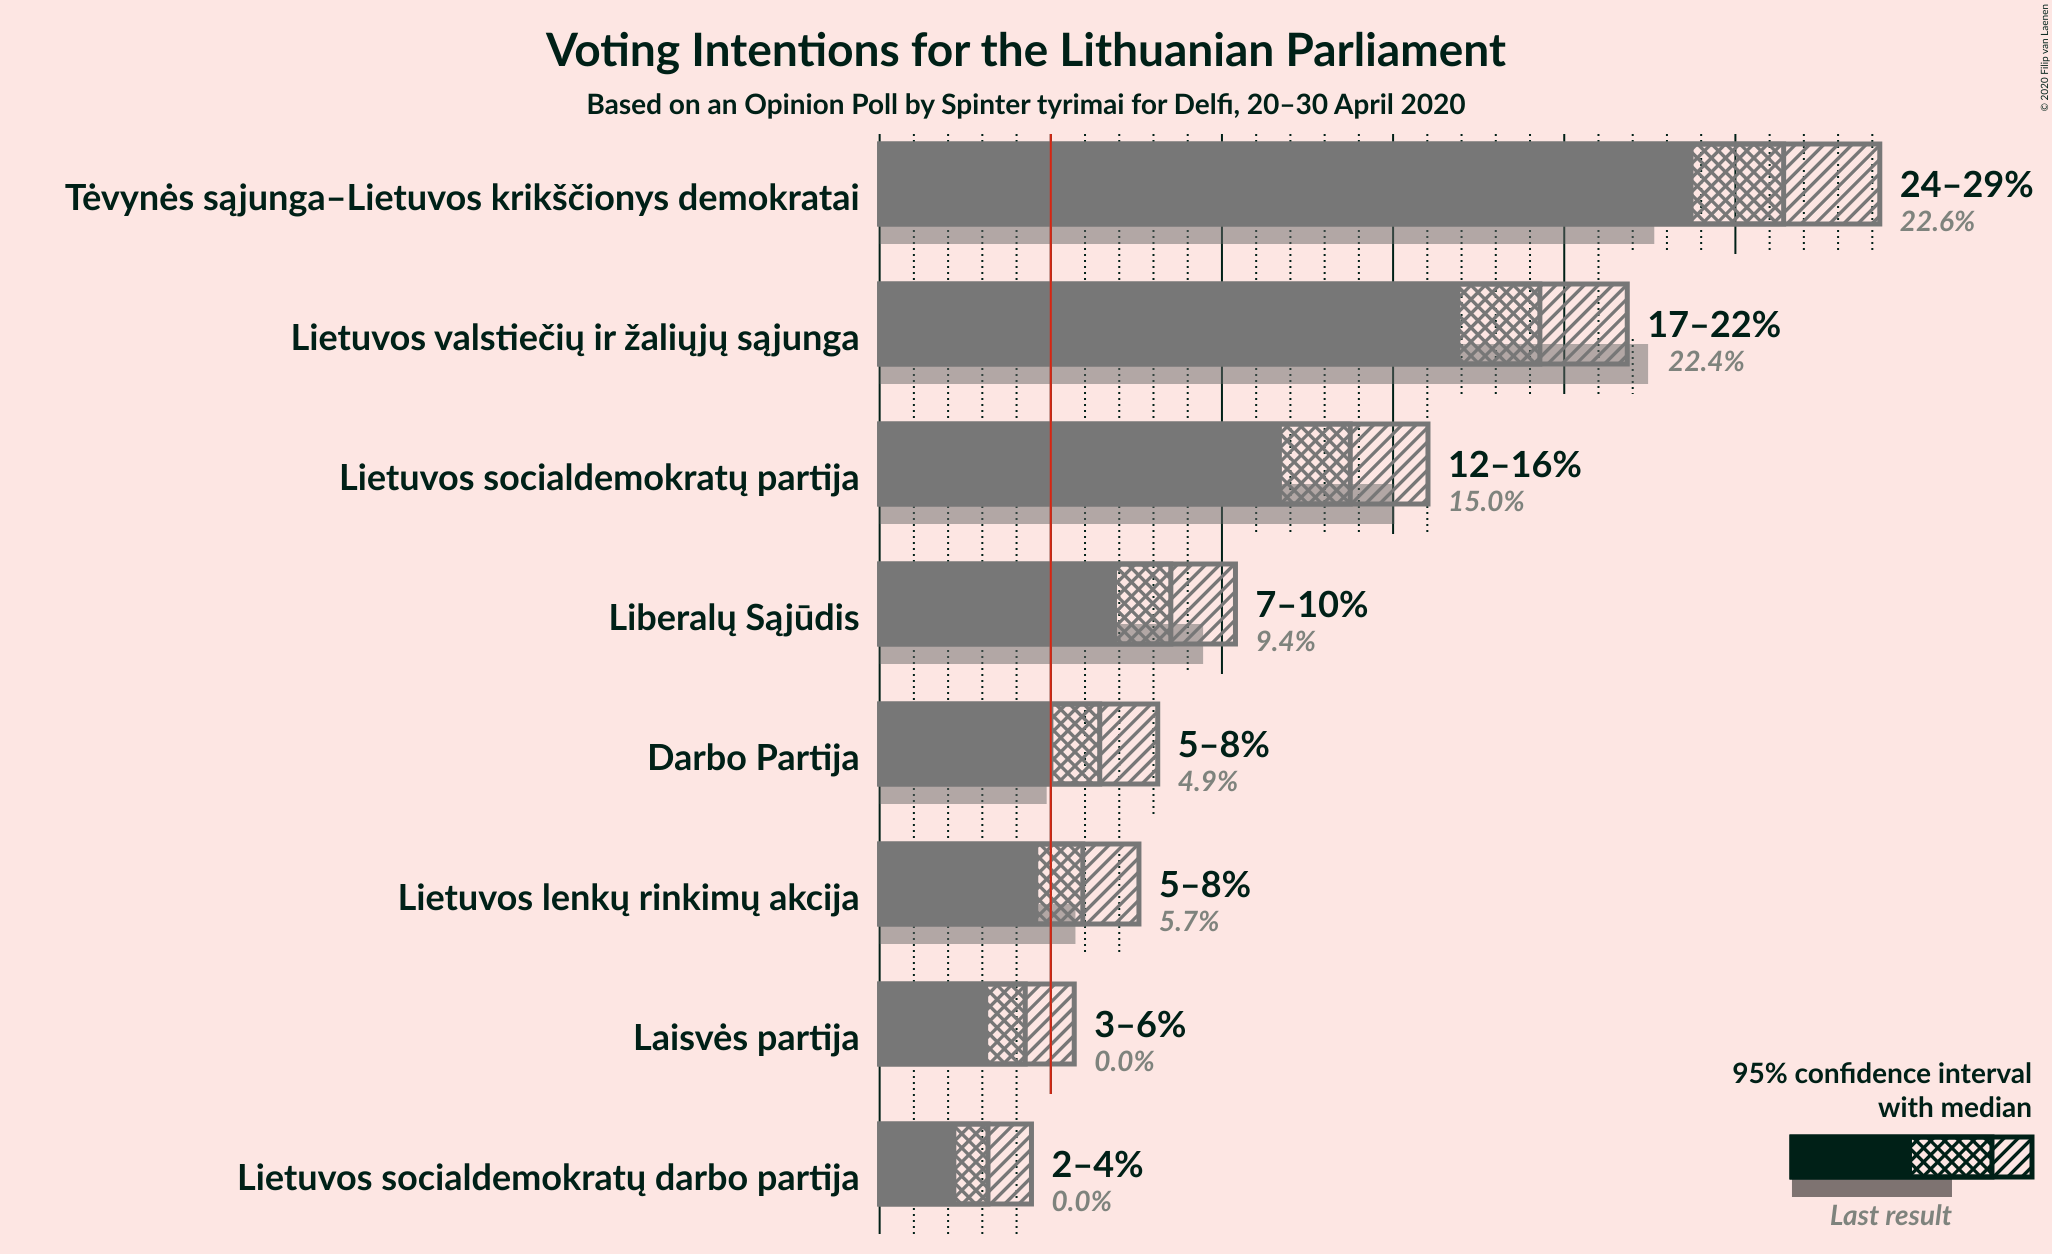 Voting Intentions for the Lithuanian Parliament
Based on an Opinion Poll by Spinter tyrimai for Delfi, 20–30 April 2020
© 2020 Filip van Laenen
Tėvynės sąjunga–Lietuvos krikščionys demokratai
24–29%
22.6%
Lietuvos valstiečių ir žaliųjų sąjunga
17–22%
22.4%
Lietuvos socialdemokratų partija
12–16%
15.0%
Liberalų Sąjūdis
7–10%
9.4%
Darbo Partija
5–8%
4.9%
Lietuvos lenkų rinkimų akcija
5–8%
5.7%
Laisvės partija
3–6%
0.0%
Lietuvos socialdemokratų darbo partija
2–4%
0.0%
95% confidence interval
with median
Last result